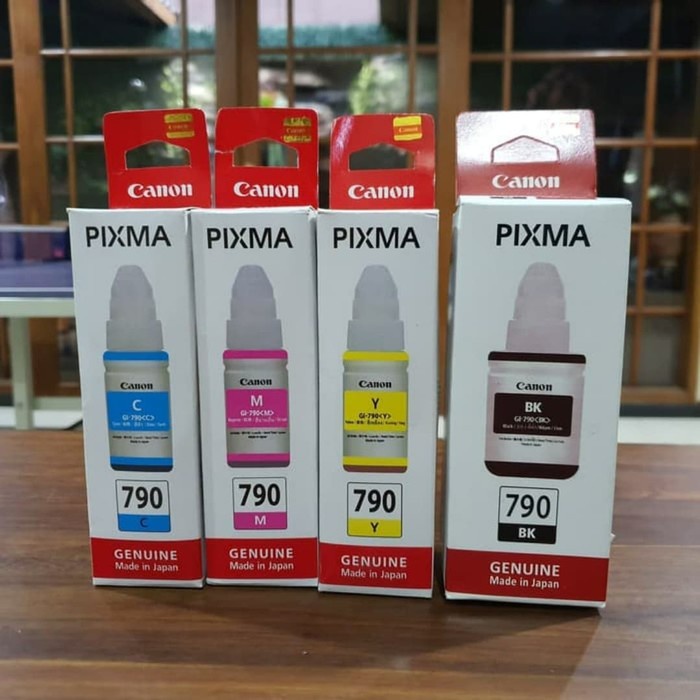 Canon
PIXMA
Canon
C
GI-790<C>
790
C
GENUINE
Made in Japan
Canon
PIXMA
Canon
M
GI-790<M>
790
M
GENUINE
Made in Japan
Canon
PIXMA
Canon
Y
GI-790<Y>
790
Y
GENUINE
Made in Japan
Canon
PIXMA
Canon
BK
GI-790<BK>
790
BK
GENUINE
Made in Japan